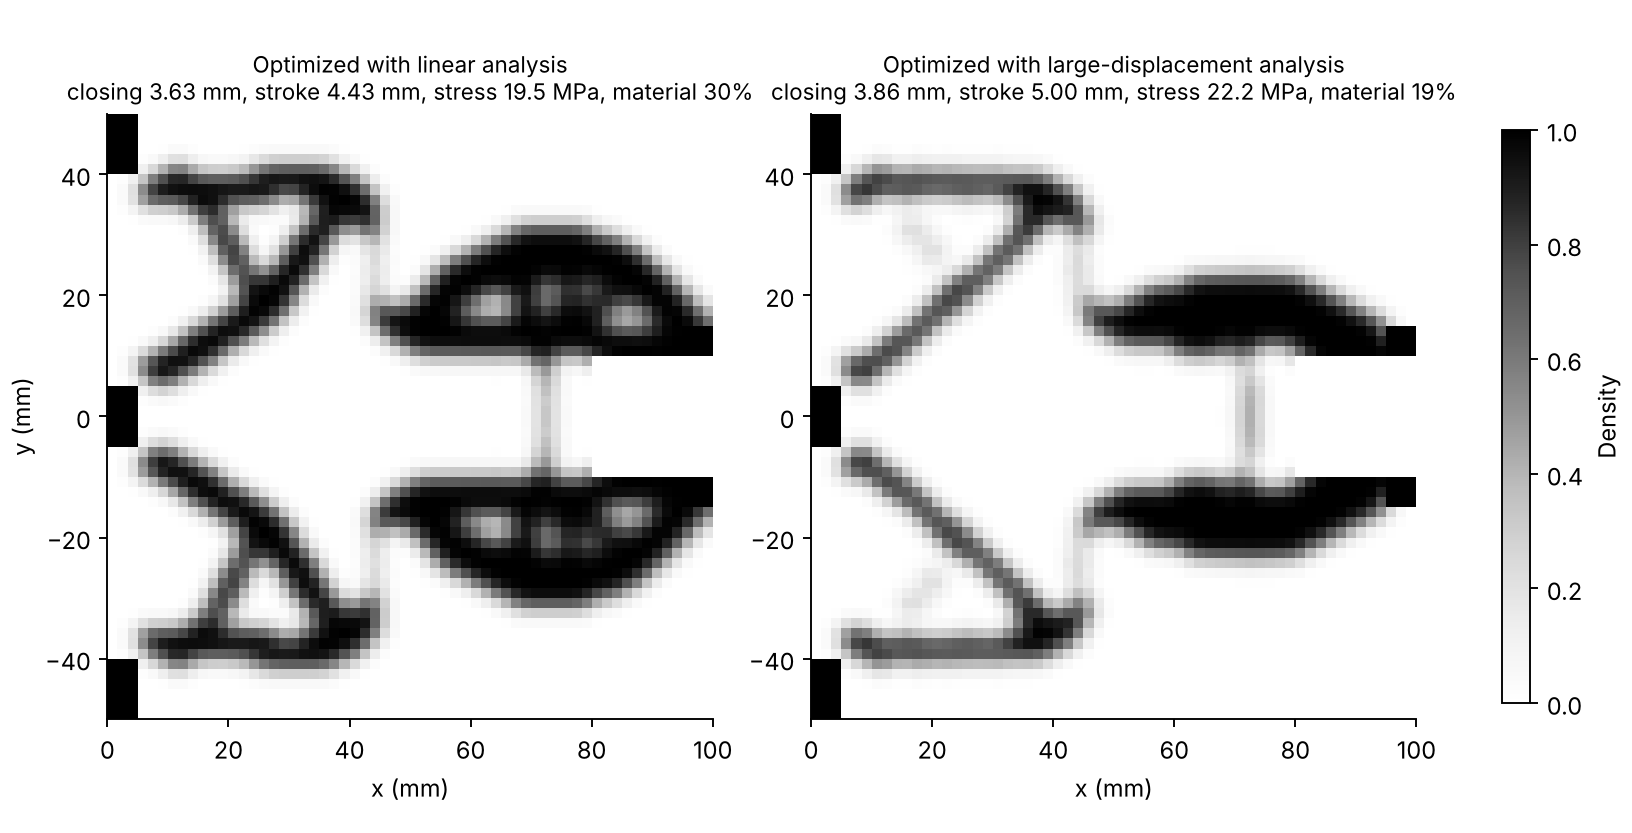 Optimized with linear analysis
closing 3.63 mm, stroke 4.43 mm, stress 19.5 MPa, material 30%
Optimized with large-displacement analysis
closing 3.86 mm, stroke 5.00 mm, stress 22.2 MPa, material 19%
40
20
0
−20
−40
y (mm)
0 20 40 60 80 100
x (mm)
40
20
0
−20
−40
0 20 40 60 80 100
x (mm)
1.0
0.8
0.6
0.4
0.2
0.0
Density